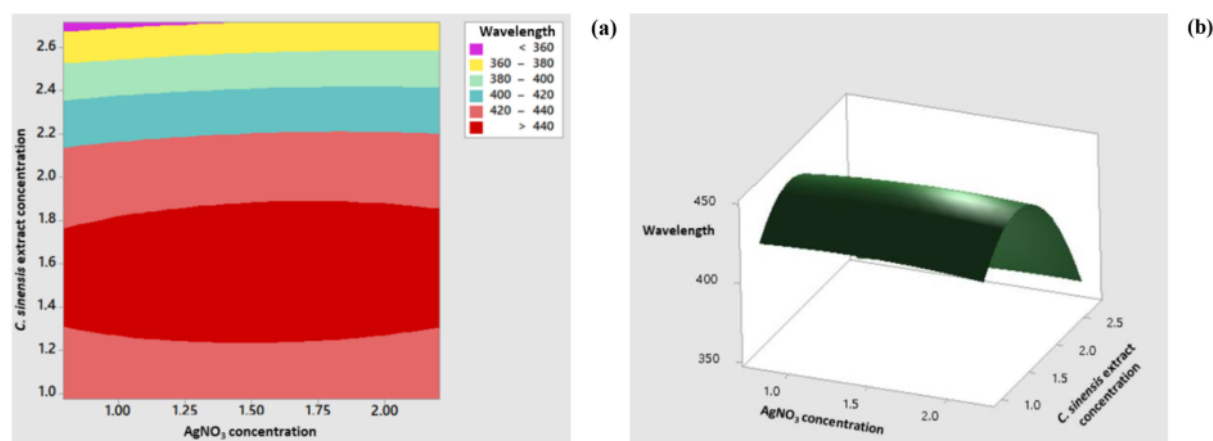 (a)
Wavelength
< 360
360 – 380
380 – 400
400 – 420
420 – 440
> 440
2.6
2.4
2.2
2.0
1.8
1.6
1.4
1.2
1.0
C. sinensis extract concentration
1.00 1.25 1.50 1.75 2.00
AgNO₃ concentration
(b)
450
Wavelength
400
350
1.0 1.5 2.0
AgNO₃ concentration
2.5
2.0
1.5
1.0
C. sinensis extract
concentration